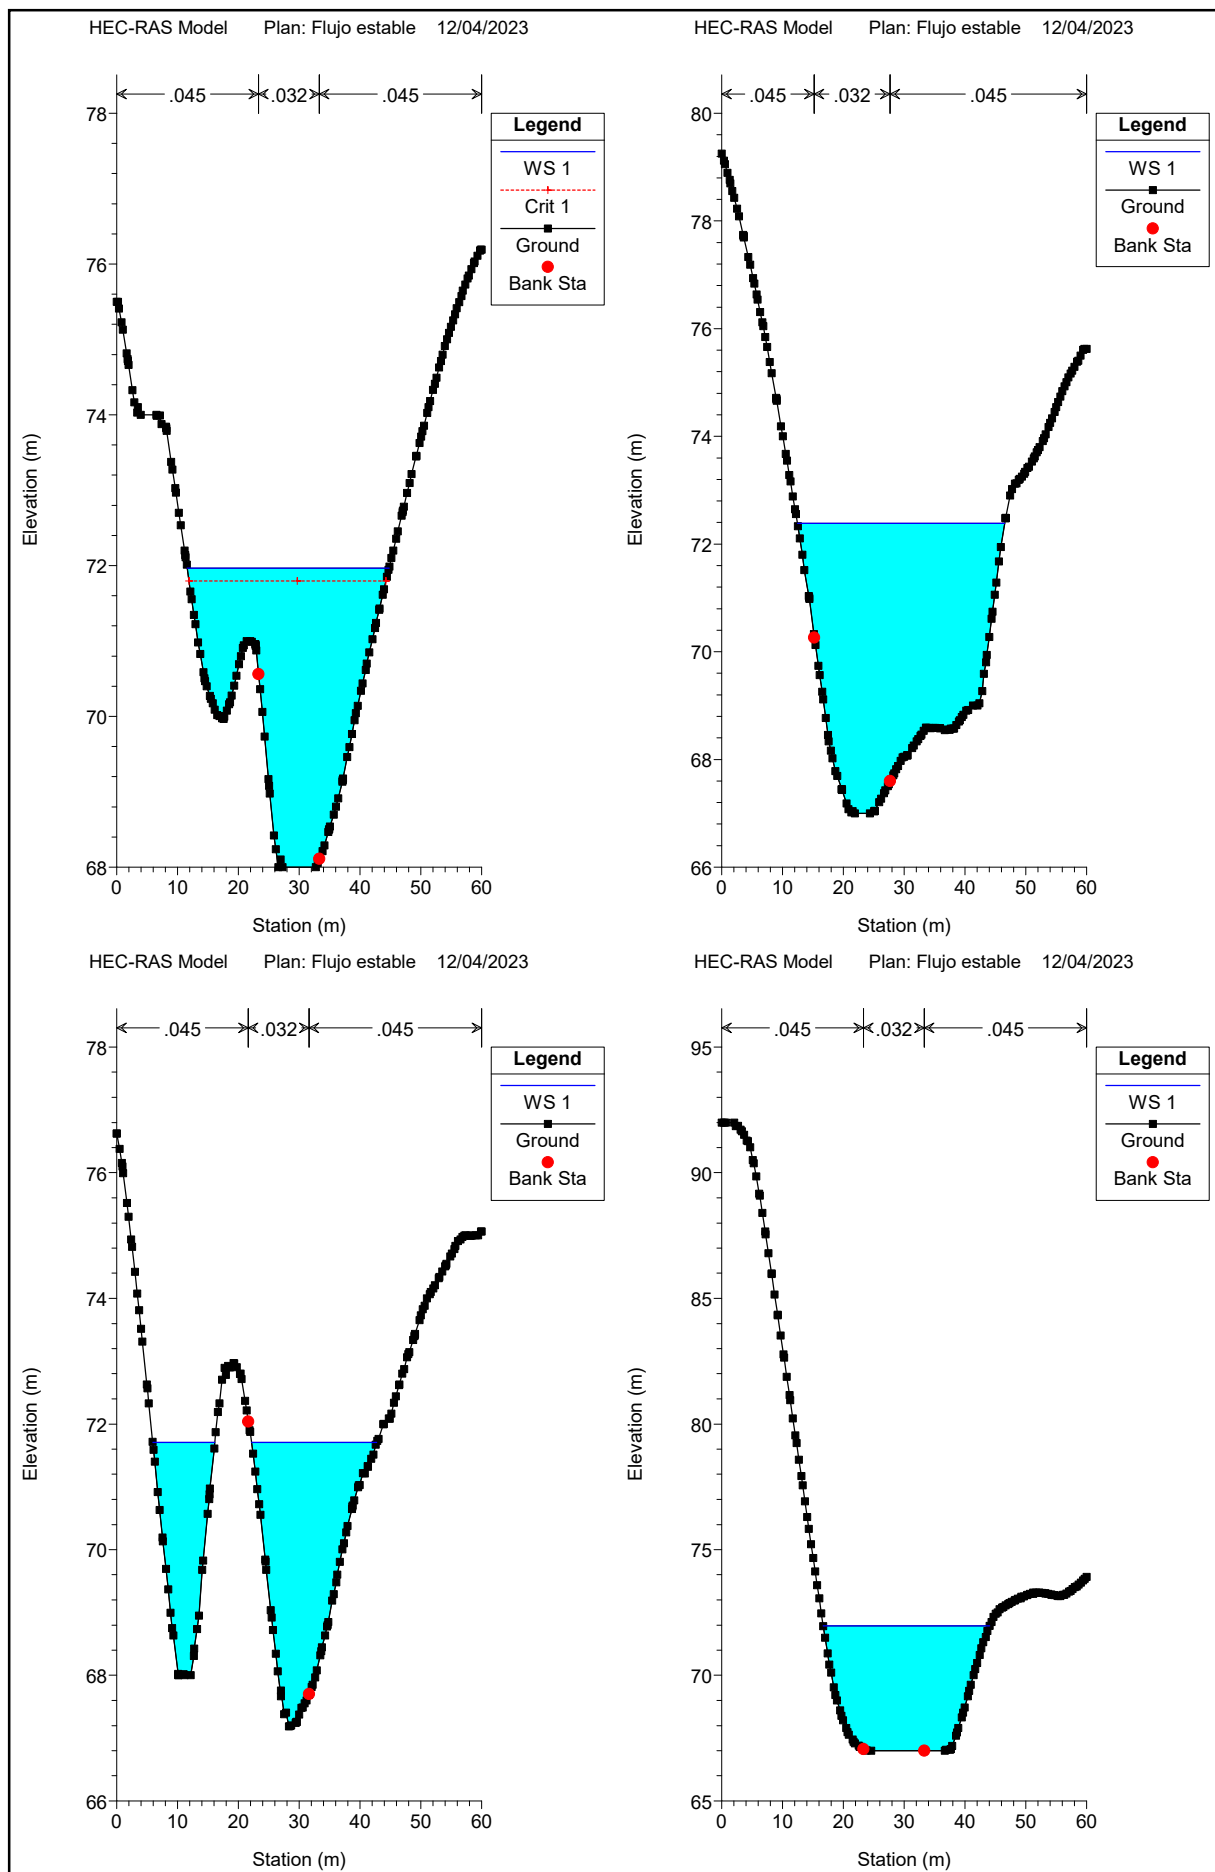 HEC-RAS Model Plan: Flujo estable 12/04/2023
.045 .032 .045
78
76
74
72
70
68
0 10 20 30 40 50 60
Station (m)
Elevation (m)
Legend
WS 1
Crit 1
Ground
Bank Sta
HEC-RAS Model Plan: Flujo estable 12/04/2023
.045 .032 .045
80
78
76
74
72
70
68
66
0 10 20 30 40 50 60
Station (m)
Elevation (m)
Legend
WS 1
Ground
Bank Sta
HEC-RAS Model Plan: Flujo estable 12/04/2023
.045 .032 .045
78
76
74
72
70
68
66
0 10 20 30 40 50 60
Station (m)
Elevation (m)
Legend
WS 1
Ground
Bank Sta
HEC-RAS Model Plan: Flujo estable 12/04/2023
.045 .032 .045
95
90
85
80
75
70
65
0 10 20 30 40 50 60
Station (m)
Elevation (m)
Legend
WS 1
Ground
Bank Sta